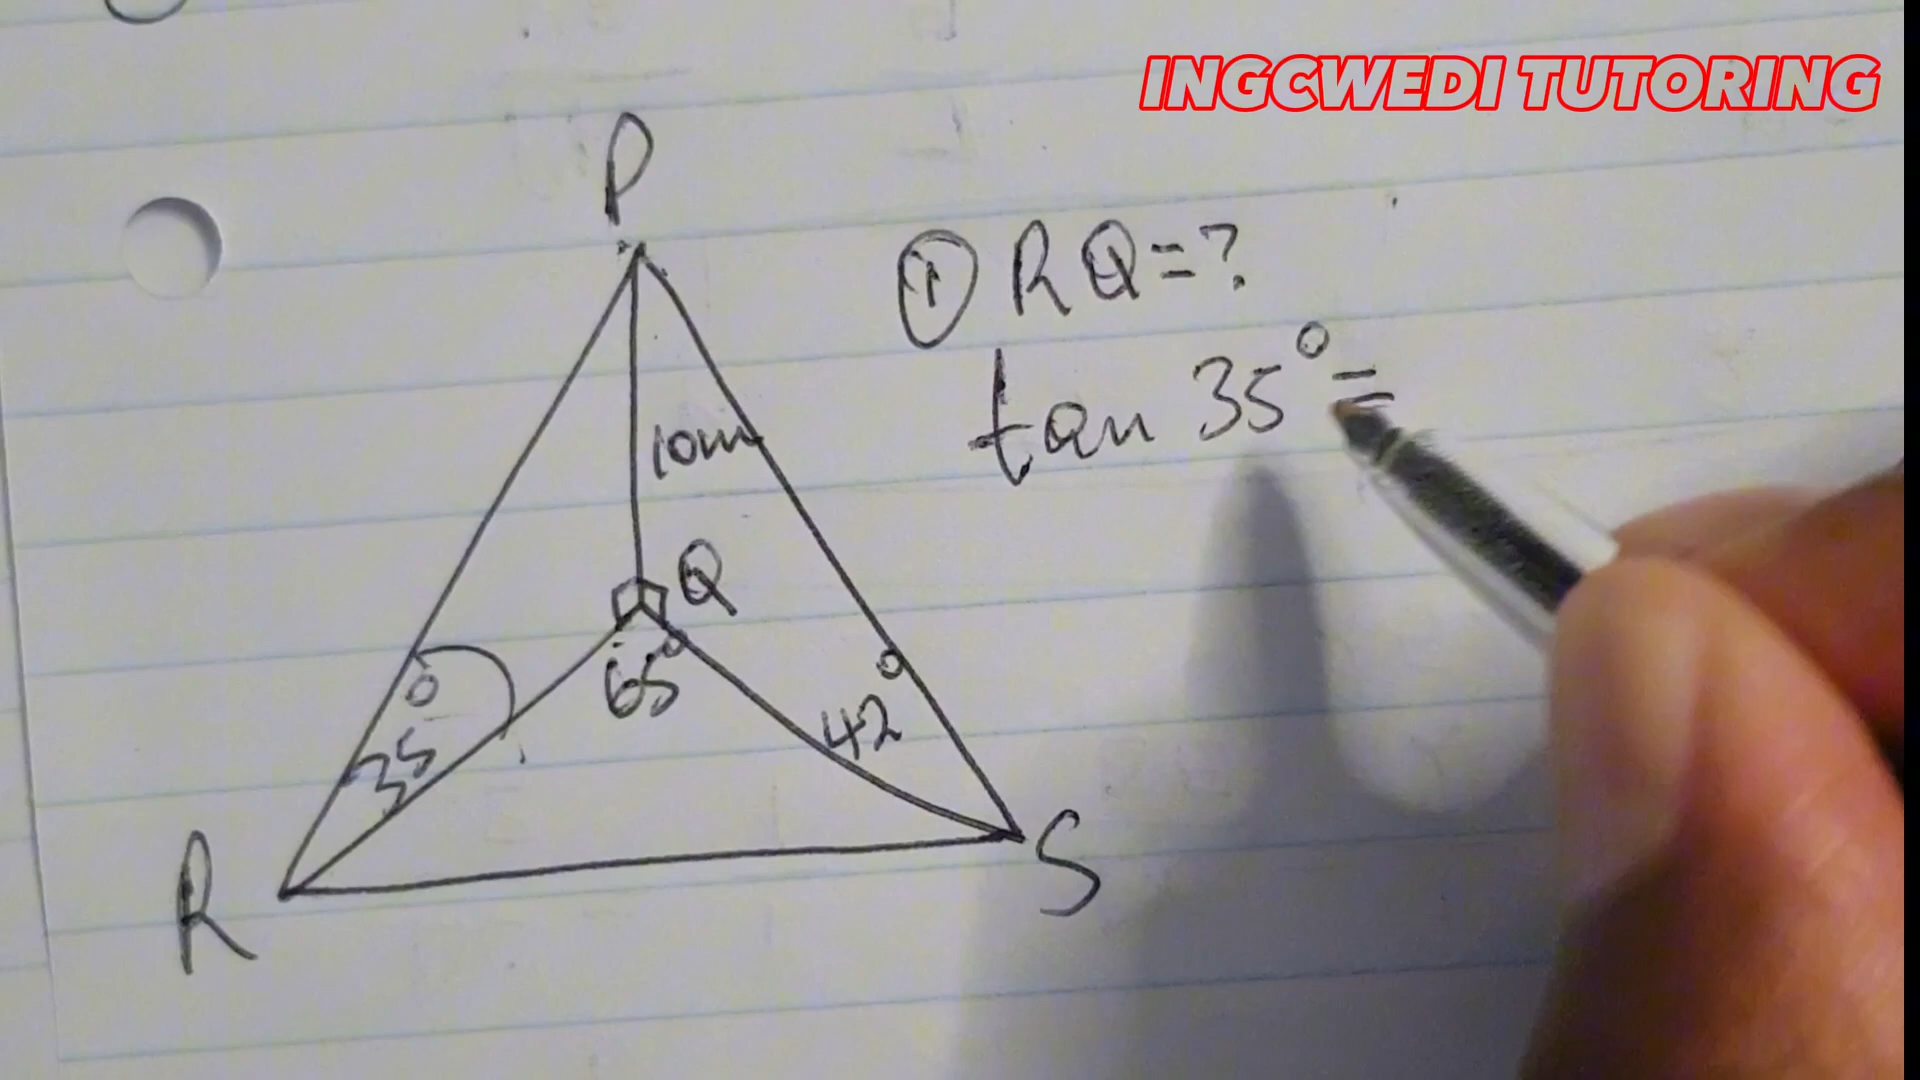 INGCWEDI TUTORING
P
① RQ=?
tan 35°=
10m
Q
65°
42°
35°
R
S